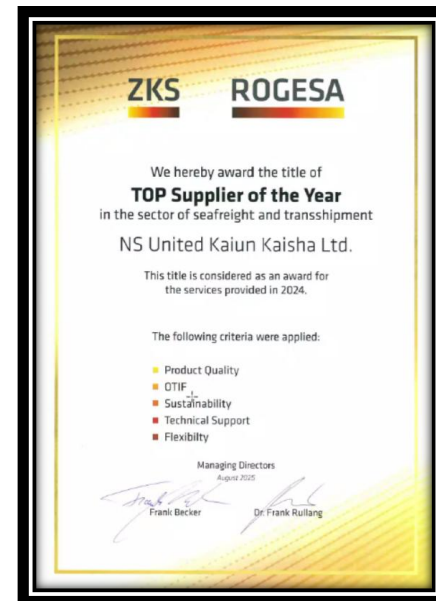 ZKS ROGESA
We hereby award the title of
TOP Supplier of the Year
in the sector of seafreight and transshipment
NS United Kaiun Kaisha Ltd.
This title is considered as an award for
the services provided in 2024.
The following criteria were applied:
Product Quality
OTIF
Sustainability
Technical Support
Flexibilty
Managing Directors
August 2025
Frank Becker Dr. Frank Rullang